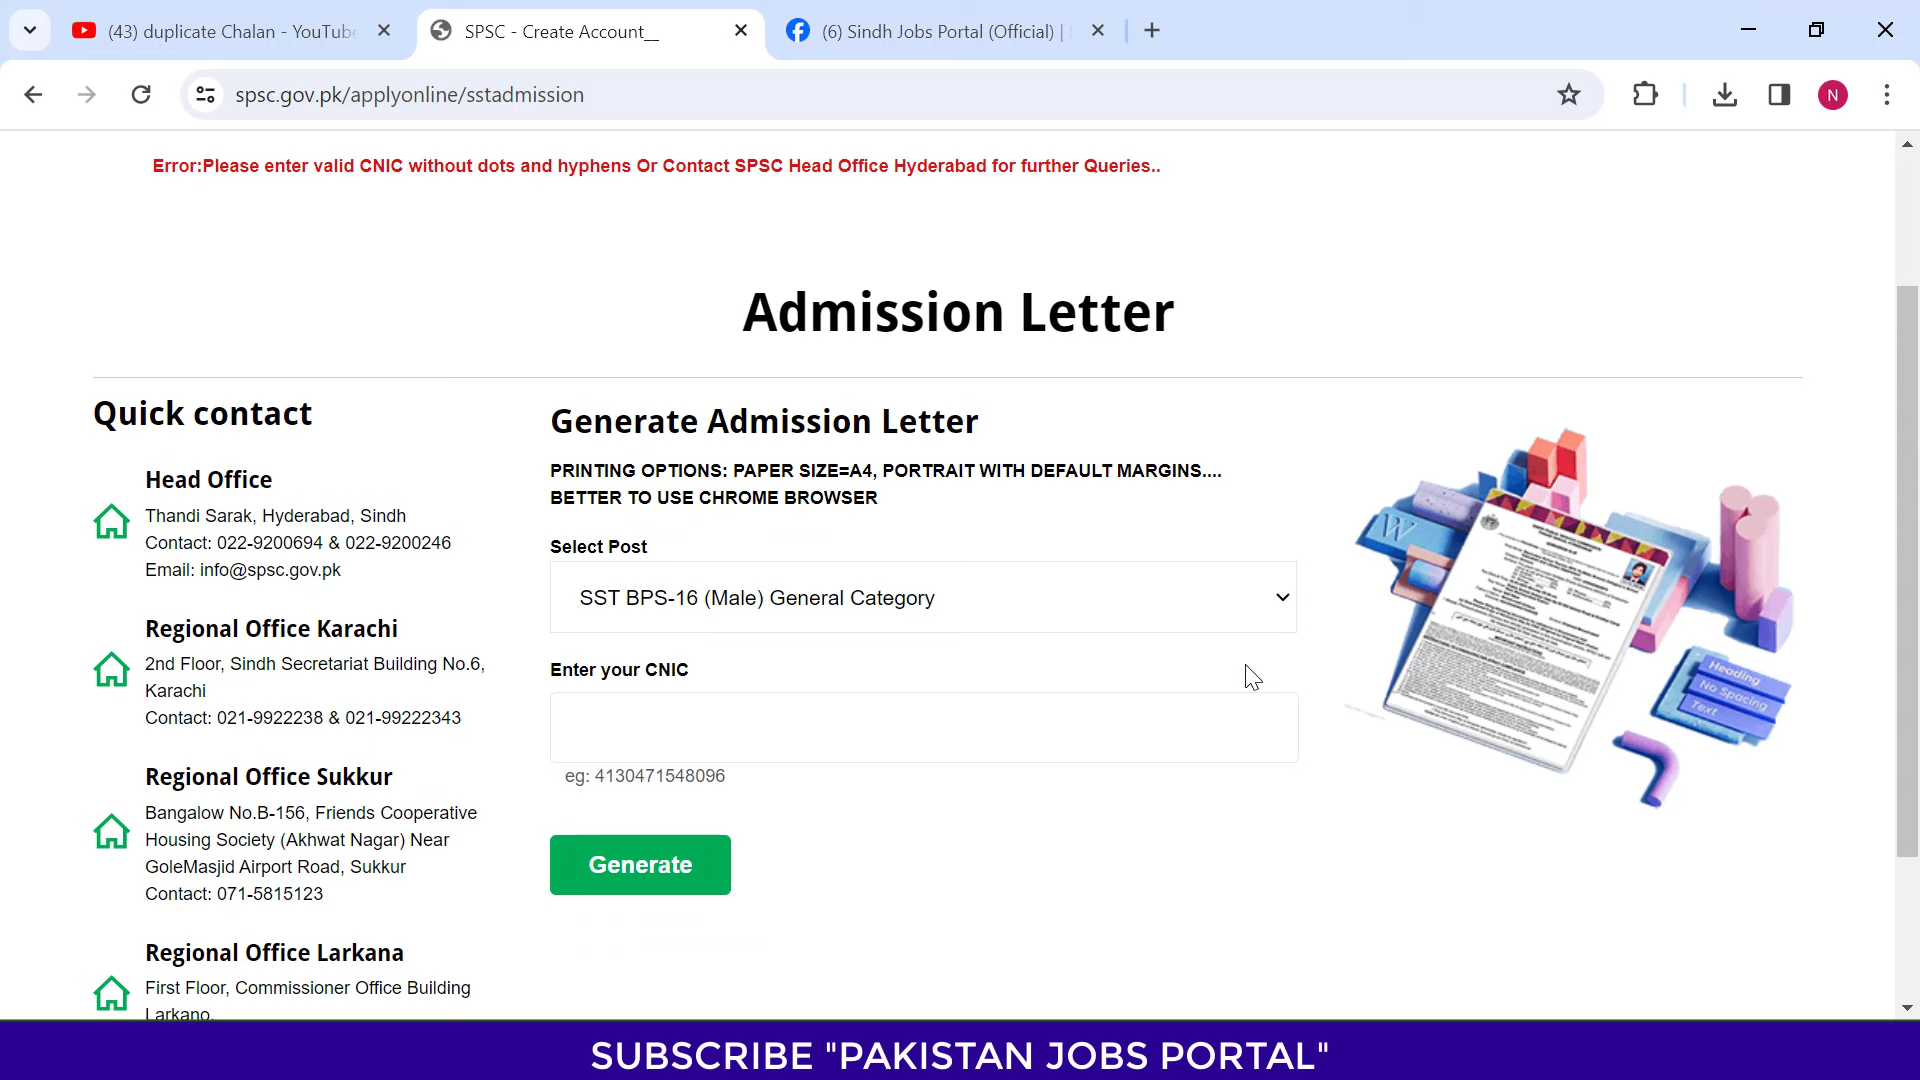 (43) duplicate Chalan - YouTube
SPSC - Create Account__
(6) Sindh Jobs Portal (Official) |
spsc.gov.pk/applyonline/sstadmission
N
Error:Please enter valid CNIC without dots and hyphens Or Contact SPSC Head Office Hyderabad for further Queries..
Admission Letter
Quick contact
Head Office
Thandi Sarak, Hyderabad, Sindh
Contact: 022-9200694 & 022-9200246
Email: info@spsc.gov.pk
Regional Office Karachi
2nd Floor, Sindh Secretariat Building No.6,
Karachi
Contact: 021-9922238 & 021-99222343
Regional Office Sukkur
Bangalow No.B-156, Friends Cooperative
Housing Society (Akhwat Nagar) Near
GoleMasjid Airport Road, Sukkur
Contact: 071-5815123
Regional Office Larkana
First Floor, Commissioner Office Building
Larkano.
Generate Admission Letter
PRINTING OPTIONS: PAPER SIZE=A4, PORTRAIT WITH DEFAULT MARGINS....
BETTER TO USE CHROME BROWSER
Select Post
SST BPS-16 (Male) General Category
Enter your CNIC
eg: 4130471548096
Generate
W
Heading
No Spacing
Text
SUBSCRIBE "PAKISTAN JOBS PORTAL"